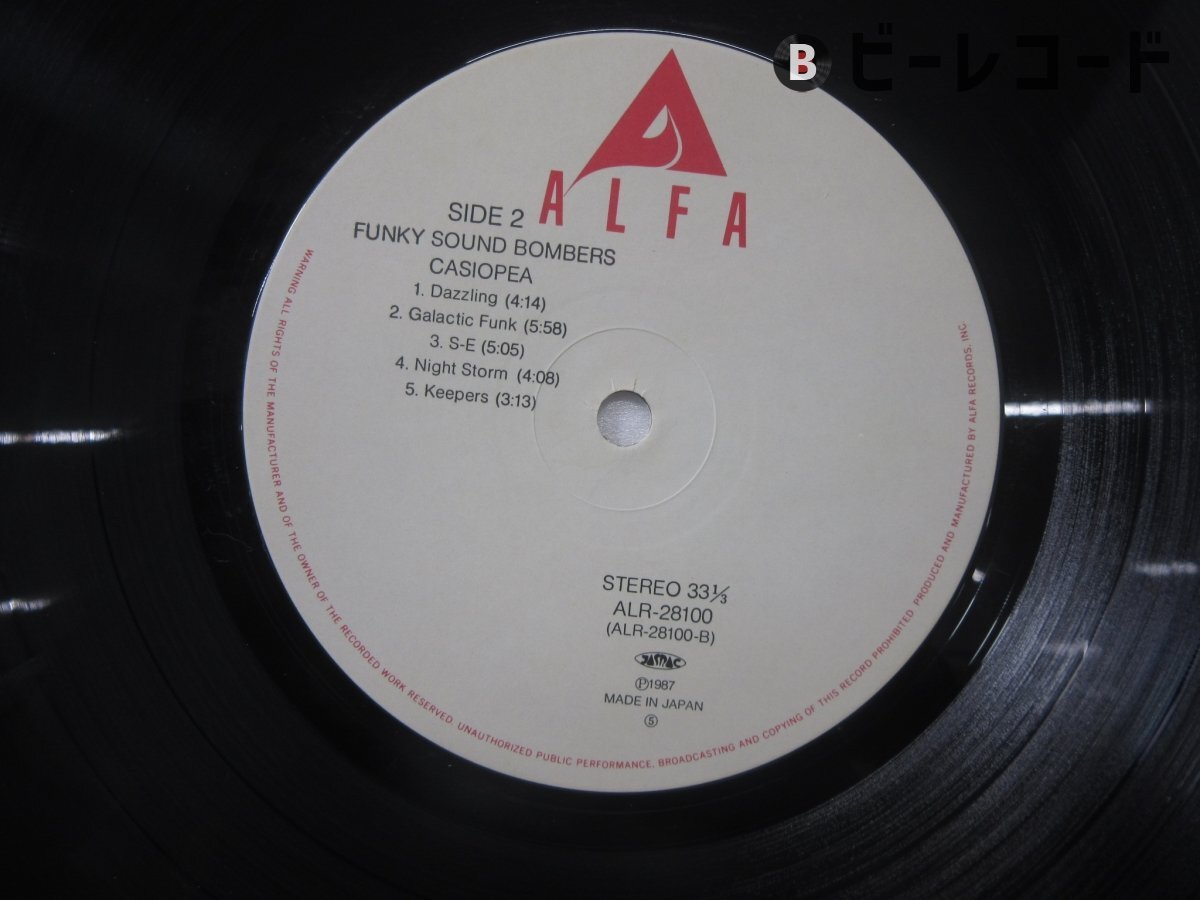 B ビーレコード
ALFA
SIDE 2
FUNKY SOUND BOMBERS
CASIOPEA
1. Dazzling (4:14)
2. Galactic Funk (5:58)
3. S-E (5:05)
4. Night Storm (4:08)
5. Keepers (3:13)
STEREO 33⅓
ALR-28100
(ALR-28100-B)
JASRAC
Ⓟ1987
MADE IN JAPAN
⑤
WARNING ALL RIGHTS OF THE MANUFACTURER AND OF THE OWNER OF THE RECORDED WORK RESERVED. UNAUTHORIZED PUBLIC PERFORMANCE, BROADCASTING AND COPYING OF THIS RECORD PROHIBITED PRODUCED AND MANUFACTURED BY ALFA RECORDS, INC.